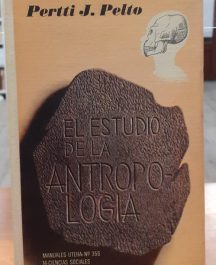 Pertti J. Pelto
EL ESTUDIO
DE LA
ANTROPO-
LOGIA
MANUALES UTEHA Nº 355
CIENCIAS SOCIALES